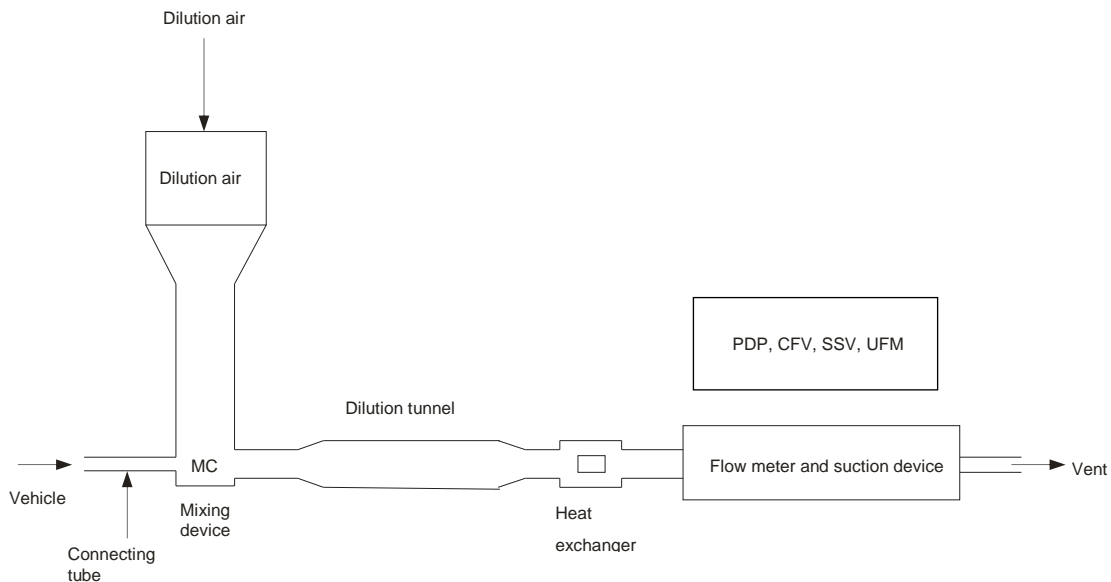 Dilution air
Dilution air
PDP, CFV, SSV, UFM
Dilution tunnel
MC
Flow meter and suction device
Vent
Vehicle
Mixing
device
Heat
exchanger
Connecting
tube